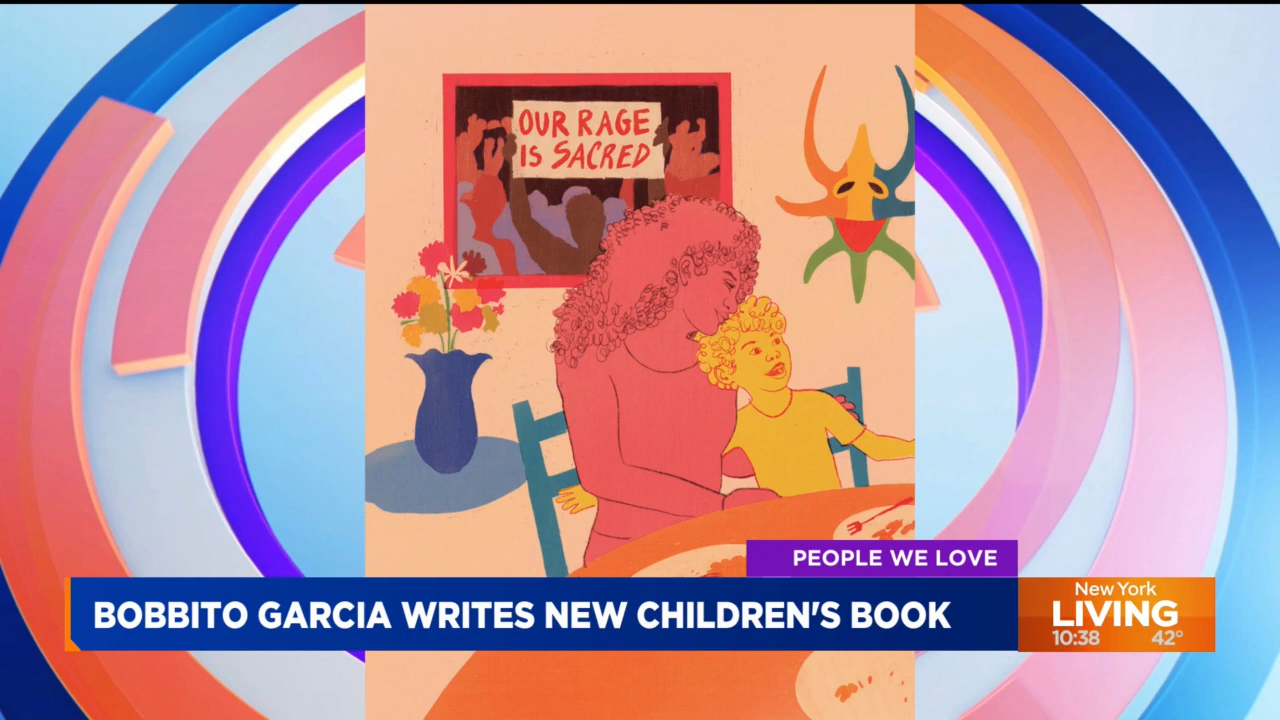 OUR RAGE
IS SACRED
PEOPLE WE LOVE
BOBBITO GARCIA WRITES NEW CHILDREN'S BOOK
New York
LIVING
10:38 42°